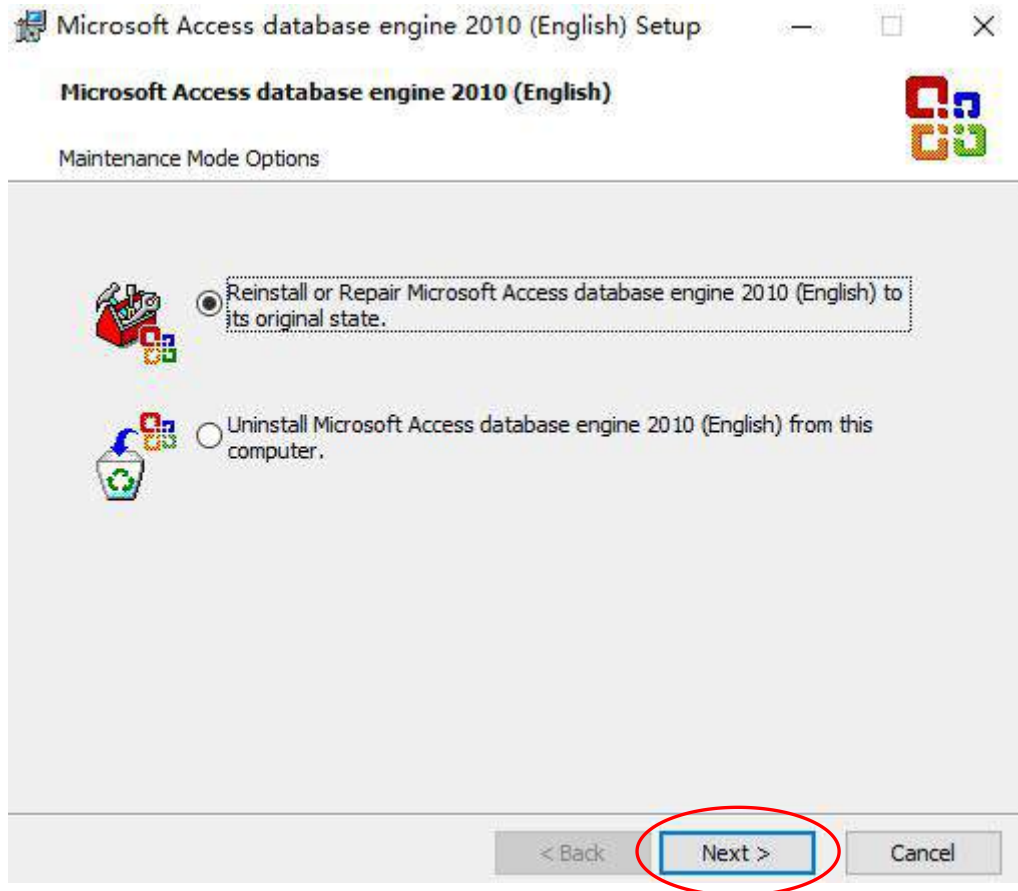 Microsoft Access database engine 2010 (English) Setup
Microsoft Access database engine 2010 (English)
Maintenance Mode Options
Reinstall or Repair Microsoft Access database engine 2010 (English) to
its original state.
Uninstall Microsoft Access database engine 2010 (English) from this
computer.
< Back Next > Cancel